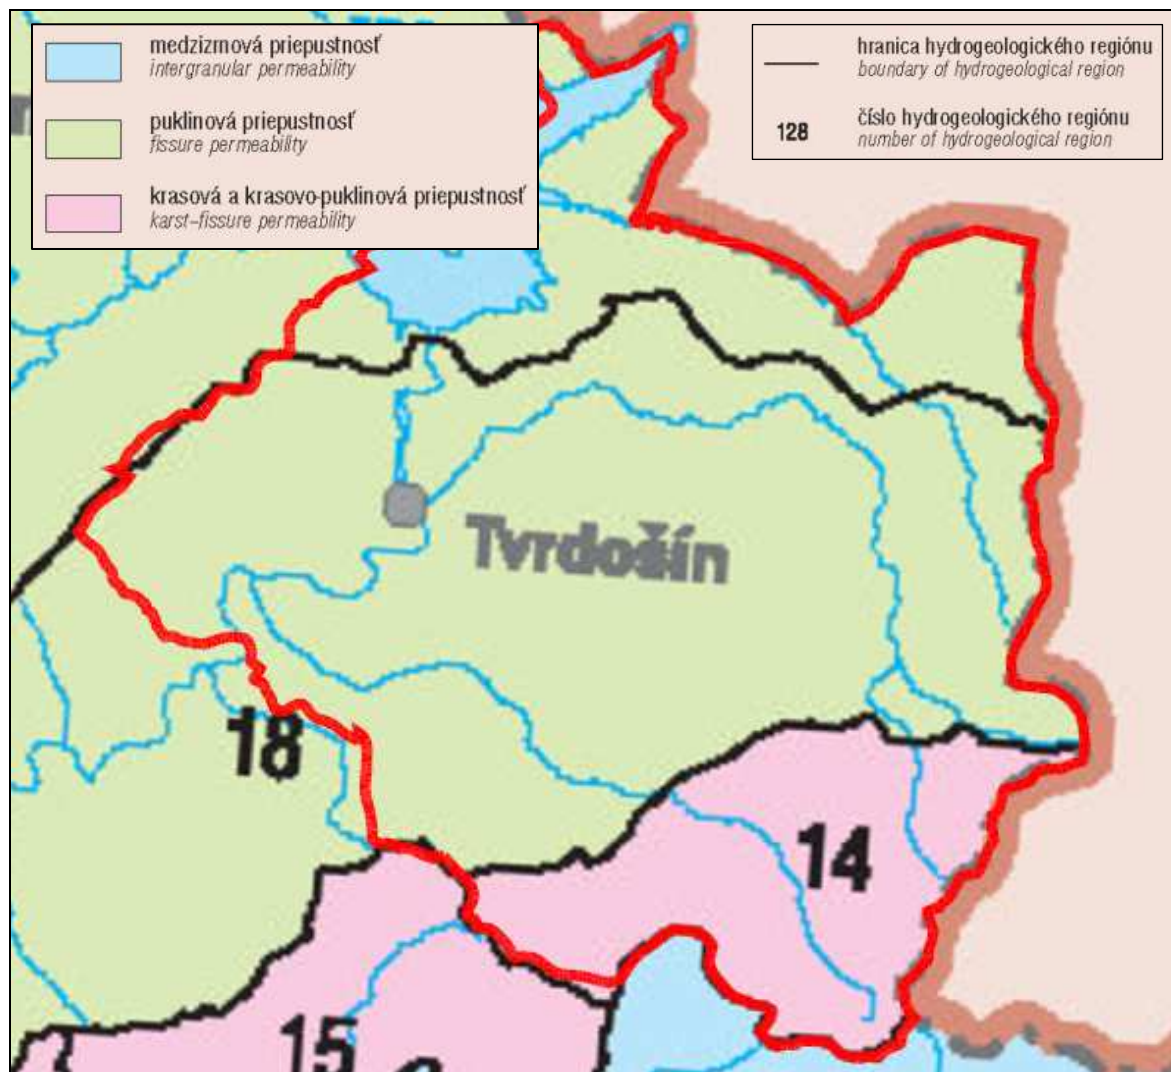 medzizrnová priepustnosť
intergranular permeability
puklinová priepustnosť
fissure permeability
krasová a krasovo-puklinová priepustnosť
karst–fissure permeability
hranica hydrogeologického regiónu
boundary of hydrogeological region
128
číslo hydrogeologického regiónu
number of hydrogeological region
Tvrdošín
18
14
15